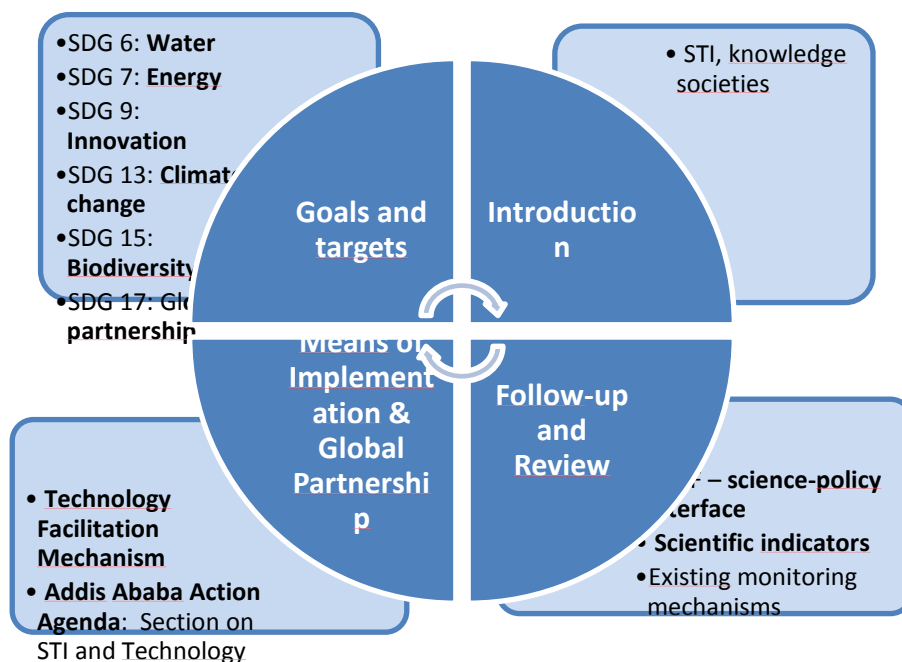 •SDG 6: Water
•SDG 7: Energy
•SDG 9:
Innovation
•SDG 13: Climat
change
•SDG 15:
Biodiversity
•SDG 17:
partnership
• STI, knowledge
societies
Goals and
targets
Introductio
n
Means of
Implement
ation &
Global
Partnershi
p
Follow-up
and
Review
• Technology
Facilitation
Mechanism
• Addis Ababa Action
Agenda: Section on
STI and Technology
– science-policy
terface
• Scientific indicators
•Existing monitoring
mechanisms